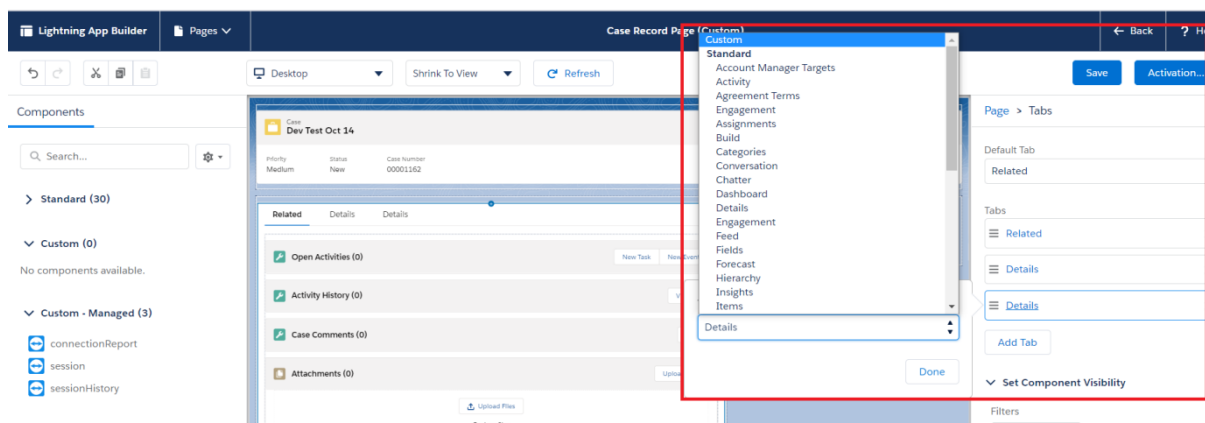 Lightning App Builder
Pages
Case Record Page (Custom)
Back
? H
Desktop
Shrink To View
Refresh
Save
Activation...
Components
Search...
Standard (30)
Custom (0)
No components available.
Custom - Managed (3)
connectionReport
session
sessionHistory
Case
Dev Test Oct 14
Priority
Status
Case Number
Medium
New
00001162
Related
Details
Details
Open Activities (0)
New Task
New Event
Activity History (0)
Case Comments (0)
Attachments (0)
Upload Files
Custom
Standard
Account Manager Targets
Activity
Agreement Terms
Engagement
Assignments
Build
Categories
Conversation
Chatter
Dashboard
Details
Engagement
Feed
Fields
Forecast
Hierarchy
Insights
Items
Details
Done
Page > Tabs
Default Tab
Related
Tabs
Related
Details
Details
Add Tab
Set Component Visibility
Filters